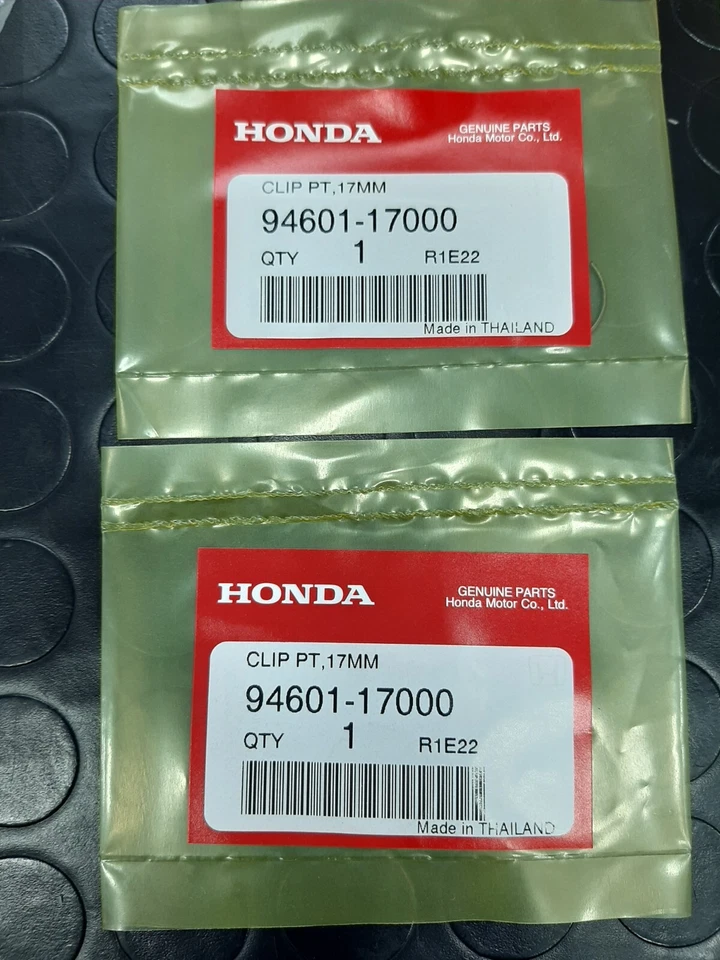 HONDA
GENUINE PARTS
Honda Motor Co., Ltd.
CLIP PT,17MM
94601-17000
QTY 1 R1E22
Made in THAILAND
HONDA
GENUINE PARTS
Honda Motor Co., Ltd.
CLIP PT,17MM
94601-17000
QTY 1 R1E22
Made in THAILAND